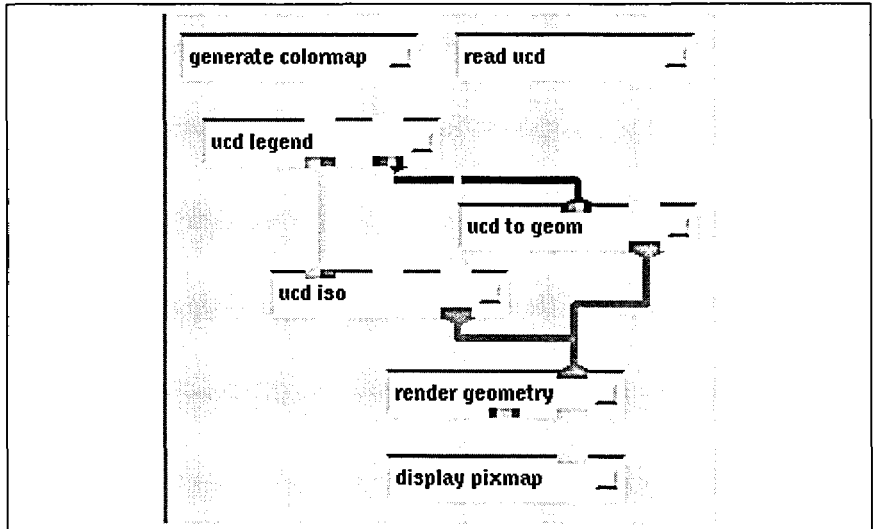 generate colormap
read ucd
ucd legend
ucd to geom
ucd iso
render geometry
display pixmap